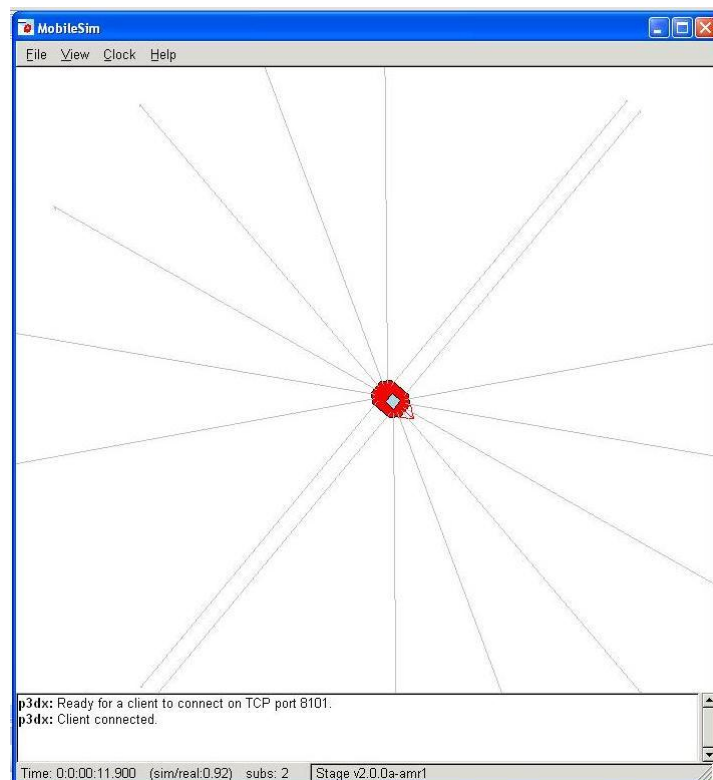 MobileSim
File View Clock Help
p3dx: Ready for a client to connect on TCP port 8101.
p3dx: Client connected.
Time: 0:0:00:11.900 (sim/real:0.92) subs: 2 Stage v2.0.0a-amr1